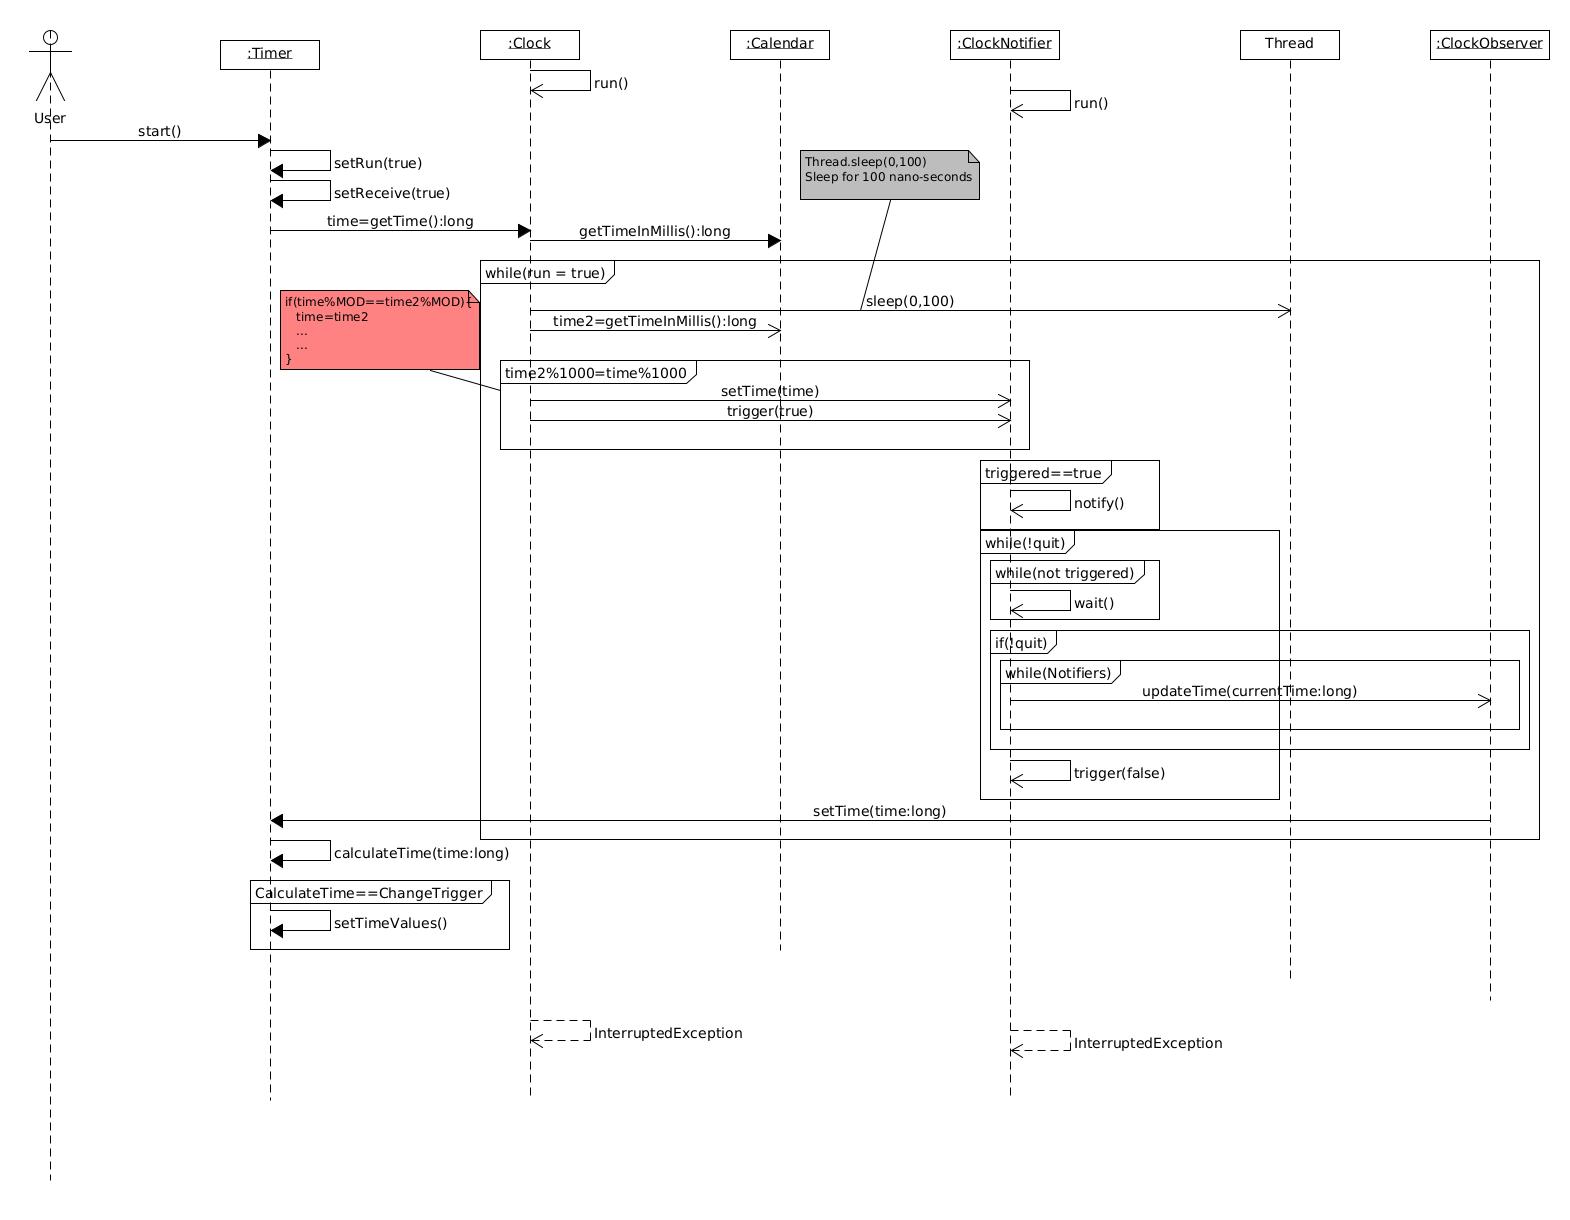 :Timer
:Clock
:Calendar
:ClockNotifier
Thread
:ClockObserver
run()
run()
User
start()
setRun(true)
Thread.sleep(0,100)
Sleep for 100 nano-seconds
setReceive(true)
time=getTime():long
getTimeInMillis():long
while(run = true)
if(time%MOD==time2%MOD){
time=time2
...
...
}
sleep(0,100)
time2=getTimeInMillis():long
time2%1000=time%1000
setTime(time)
trigger(true)
triggered==true
notify()
while(!quit)
while(not triggered)
wait()
if(!quit)
while(Notifiers)
updateTime(currentTime:long)
trigger(false)
setTime(time:long)
calculateTime(time:long)
CalculateTime==ChangeTrigger
setTimeValues()
InterruptedException
InterruptedException